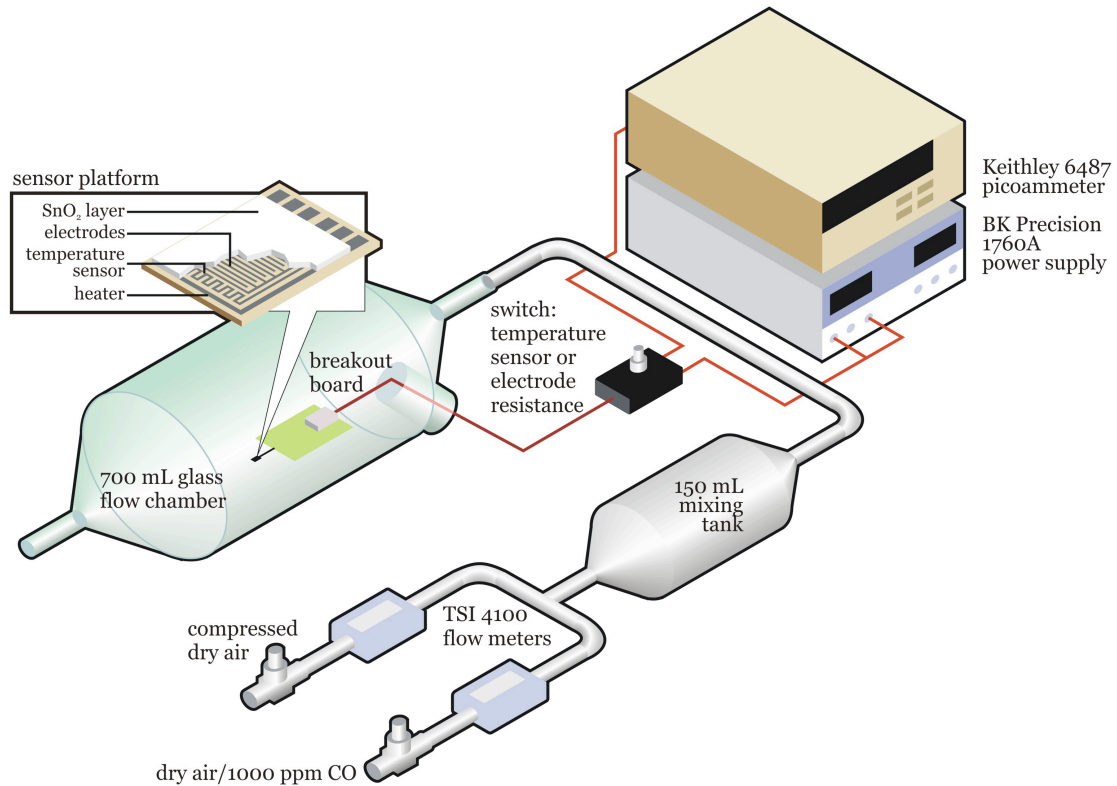 sensor platform
SnO₂ layer
electrodes
temperature
sensor
heater
Keithley 6487
picoammeter
BK Precision
1760A
power supply
switch:
temperature
sensor or
electrode
resistance
breakout
board
700 mL glass
flow chamber
150 mL
mixing
tank
TSI 4100
flow meters
compressed
dry air
dry air/1000 ppm CO